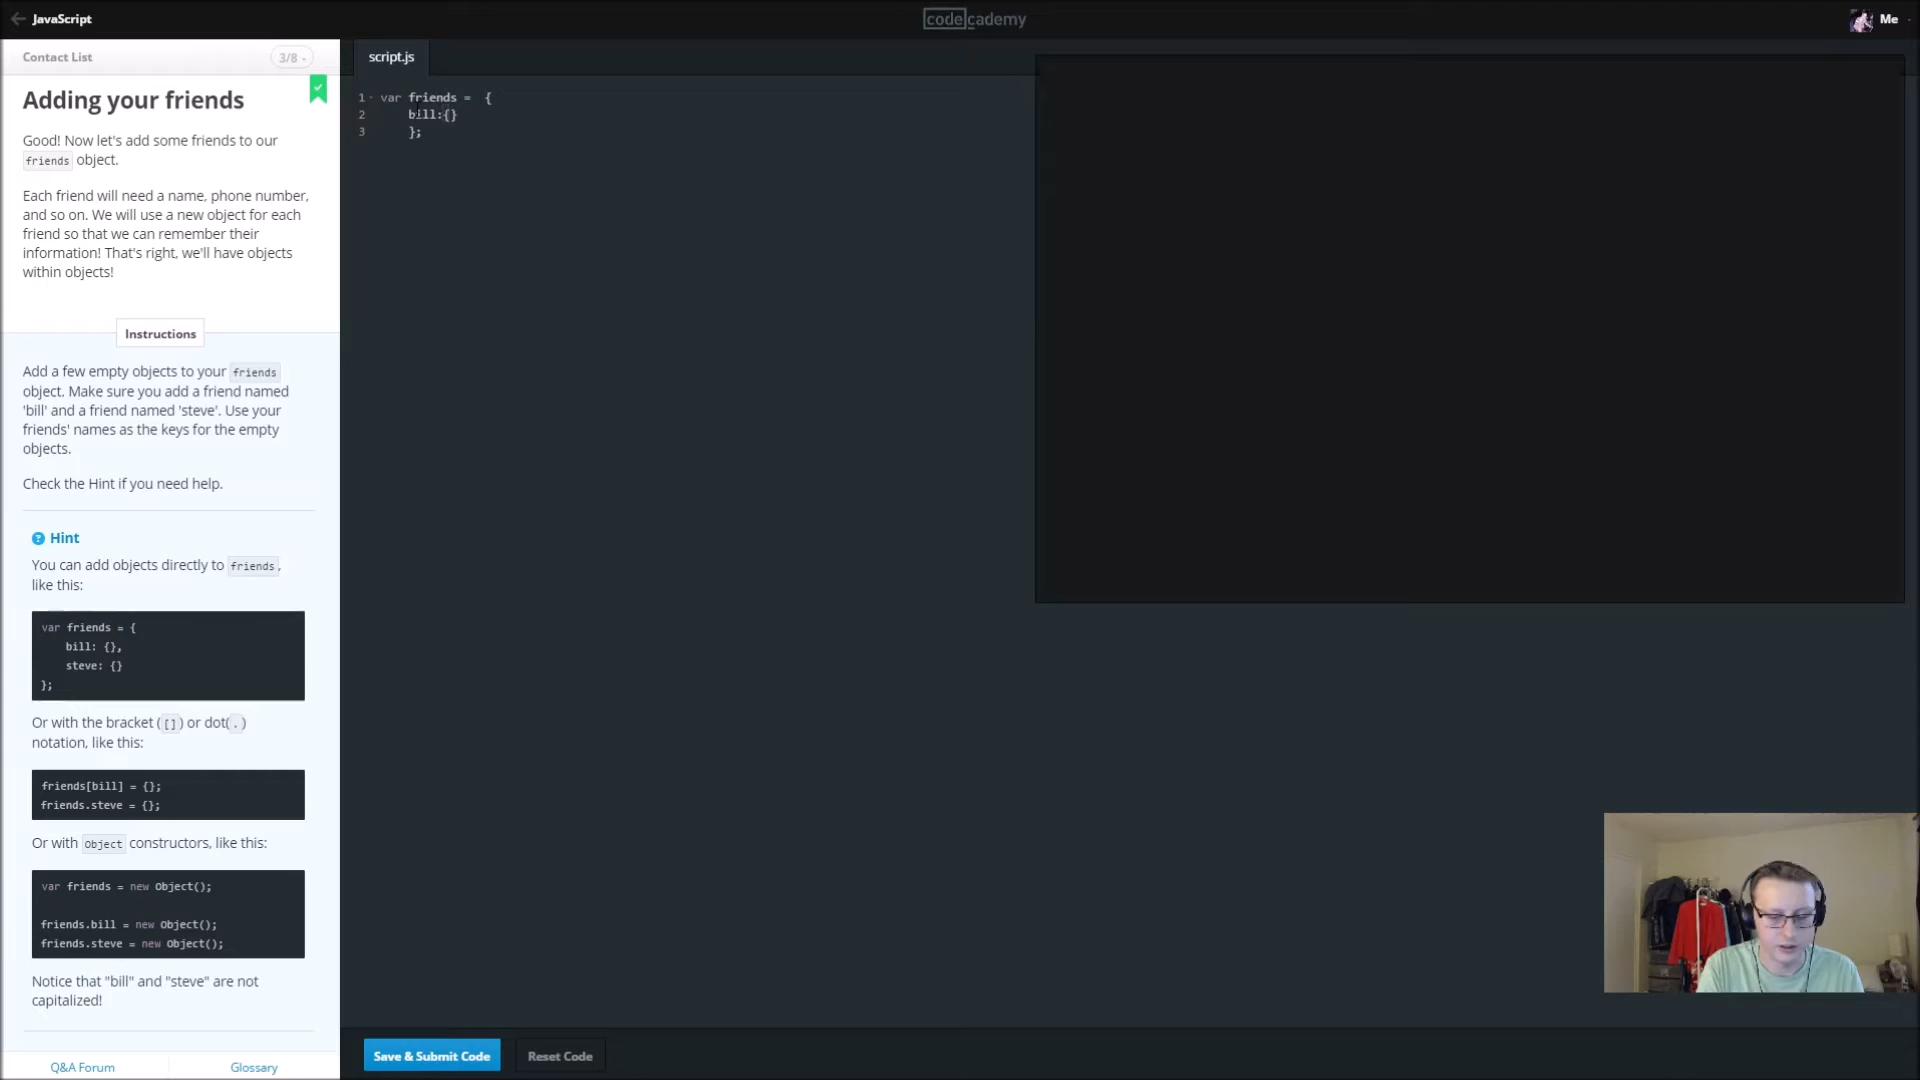 JavaScript
codecademy
Me
Contact List
3/8
script.js
Adding your friends
Good! Now let's add some friends to our
friends object.
Each friend will need a name, phone number,
and so on. We will use a new object for each
friend so that we can remember their
information! That's right, we'll have objects
within objects!
Instructions
Add a few empty objects to your friends
object. Make sure you add a friend named
'bill' and a friend named 'steve'. Use your
friends' names as the keys for the empty
objects.
Check the Hint if you need help.
? Hint
You can add objects directly to friends,
like this:
var friends = {
bill: {},
steve: {}
};
Or with the bracket ([]) or dot(.)
notation, like this:
friends[bill] = {};
friends.steve = {};
Or with Object constructors, like this:
var friends = new Object();
friends.bill = new Object();
friends.steve = new Object();
Notice that "bill" and "steve" are not
capitalized!
Q&A Forum
Glossary
1 var friends =  {
2 bill:{}
3 };
Save & Submit Code
Reset Code